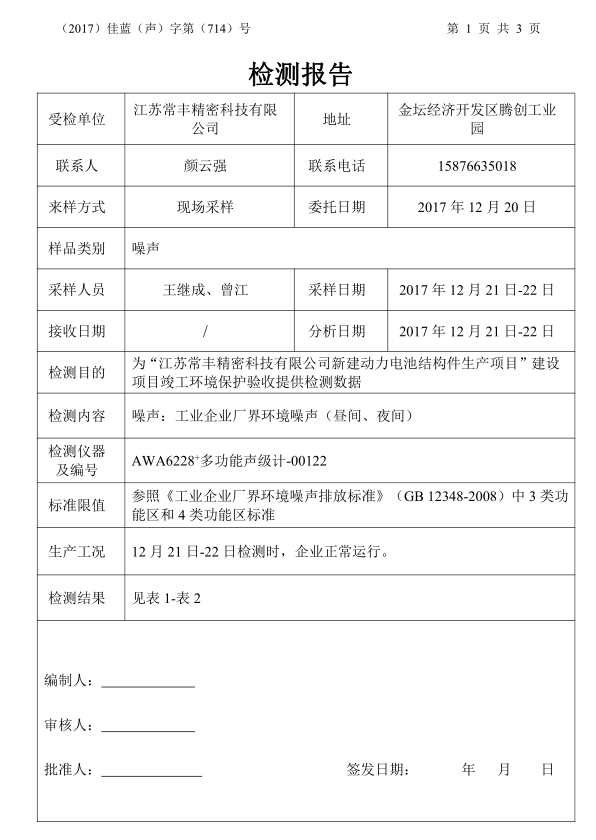 （2017）佳蓝（声）字第（714）号 第 1 页 共 3 页
检测报告
受检单位 江苏常丰精密科技有限公司 地址 金坛经济开发区腾创工业园
联系人 颜云强 联系电话 15876635018
来样方式 现场采样 委托日期 2017 年 12 月 20 日
样品类别 噪声
采样人员 王继成、曾江 采样日期 2017 年 12 月 21 日-22 日
接收日期 / 分析日期 2017 年 12 月 21 日-22 日
检测目的 为“江苏常丰精密科技有限公司新建动力电池结构件生产项目”建设
项目竣工环境保护验收提供检测数据
检测内容 噪声：工业企业厂界环境噪声（昼间、夜间）
检测仪器及编号 AWA6228+多功能声级计-00122
标准限值 参照《工业企业厂界环境噪声排放标准》（GB 12348-2008）中 3 类功
能区和 4 类功能区标准
生产工况 12 月 21 日-22 日检测时，企业正常运行。
检测结果 见表 1-表 2
编制人：
审核人：
批准人： 签发日期： 年 月 日